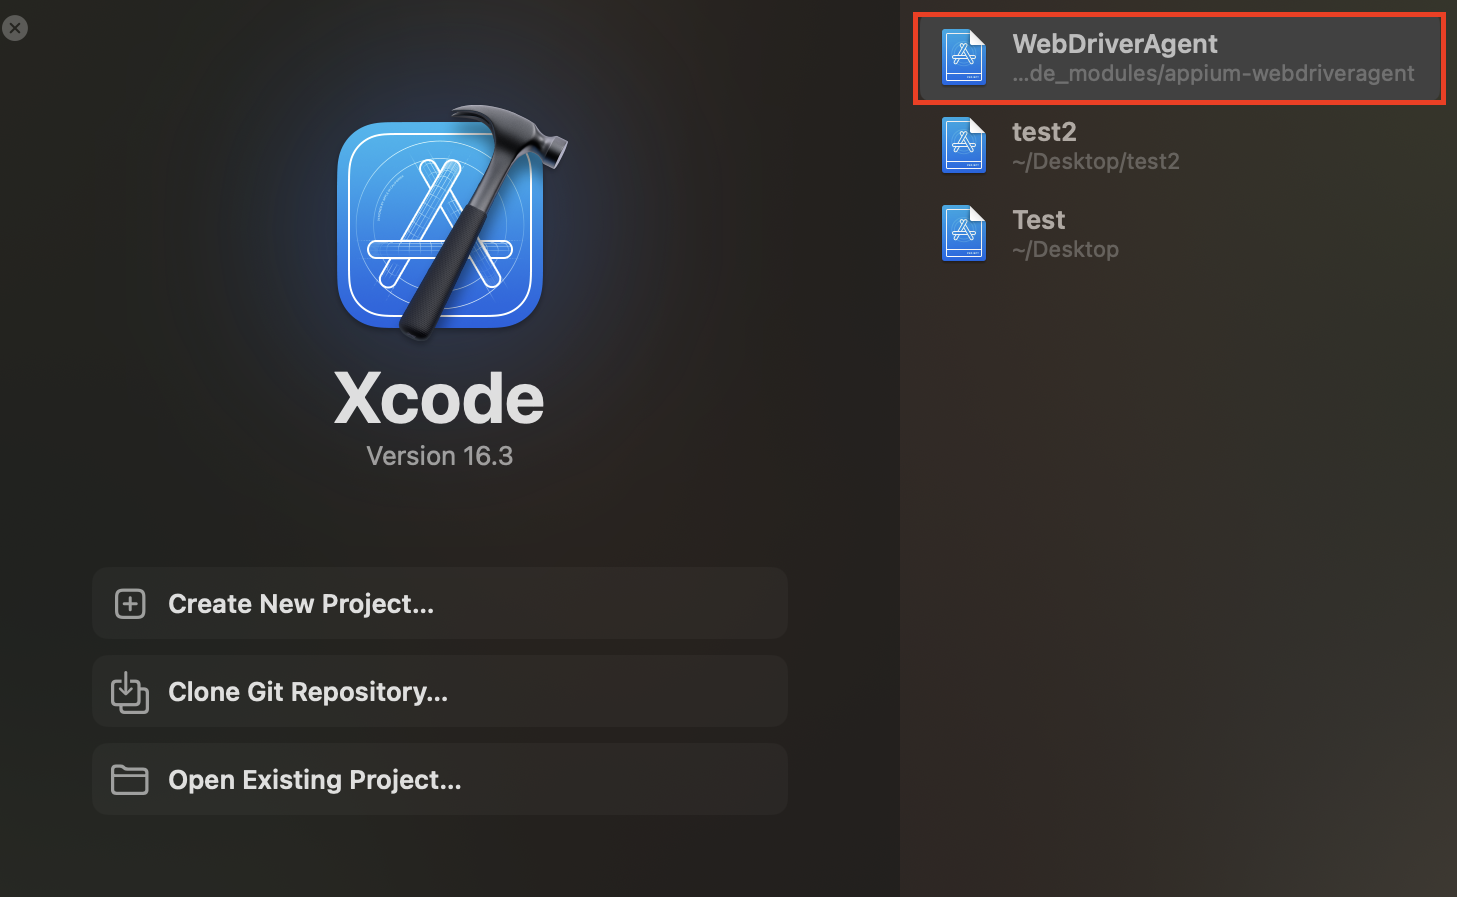 Xcode
Version 16.3
Create New Project...
Clone Git Repository...
Open Existing Project...
WebDriverAgent
...de_modules/appium-webdriveragent
test2
~/Desktop/test2
Test
~/Desktop